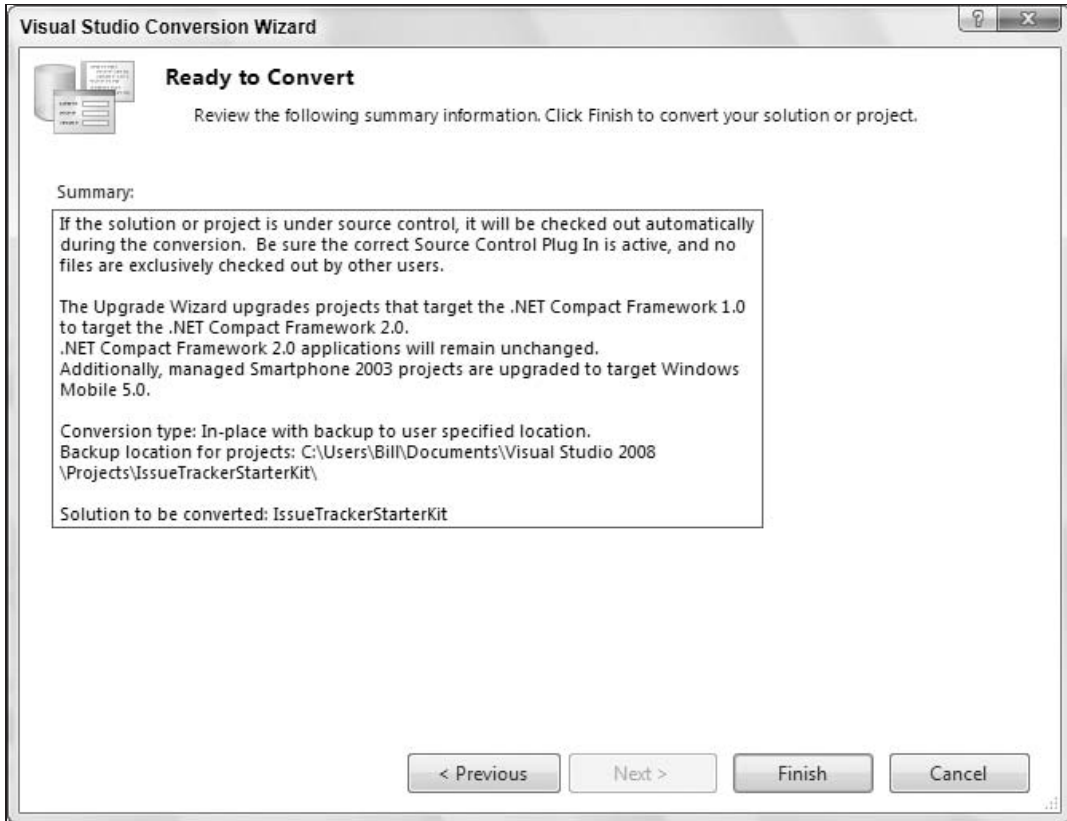 Visual Studio Conversion Wizard
Ready to Convert
Review the following summary information. Click Finish to convert your solution or project.
Summary:
If the solution or project is under source control, it will be checked out automatically
during the conversion.  Be sure the correct Source Control Plug In is active, and no
files are exclusively checked out by other users.
The Upgrade Wizard upgrades projects that target the .NET Compact Framework 1.0
to target the .NET Compact Framework 2.0.
.NET Compact Framework 2.0 applications will remain unchanged.
Additionally, managed Smartphone 2003 projects are upgraded to target Windows
Mobile 5.0.
Conversion type: In-place with backup to user specified location.
Backup location for projects: C:\Users\Bill\Documents\Visual Studio 2008
\Projects\IssueTrackerStarterKit\
Solution to be converted: IssueTrackerStarterKit
< Previous
Next >
Finish
Cancel